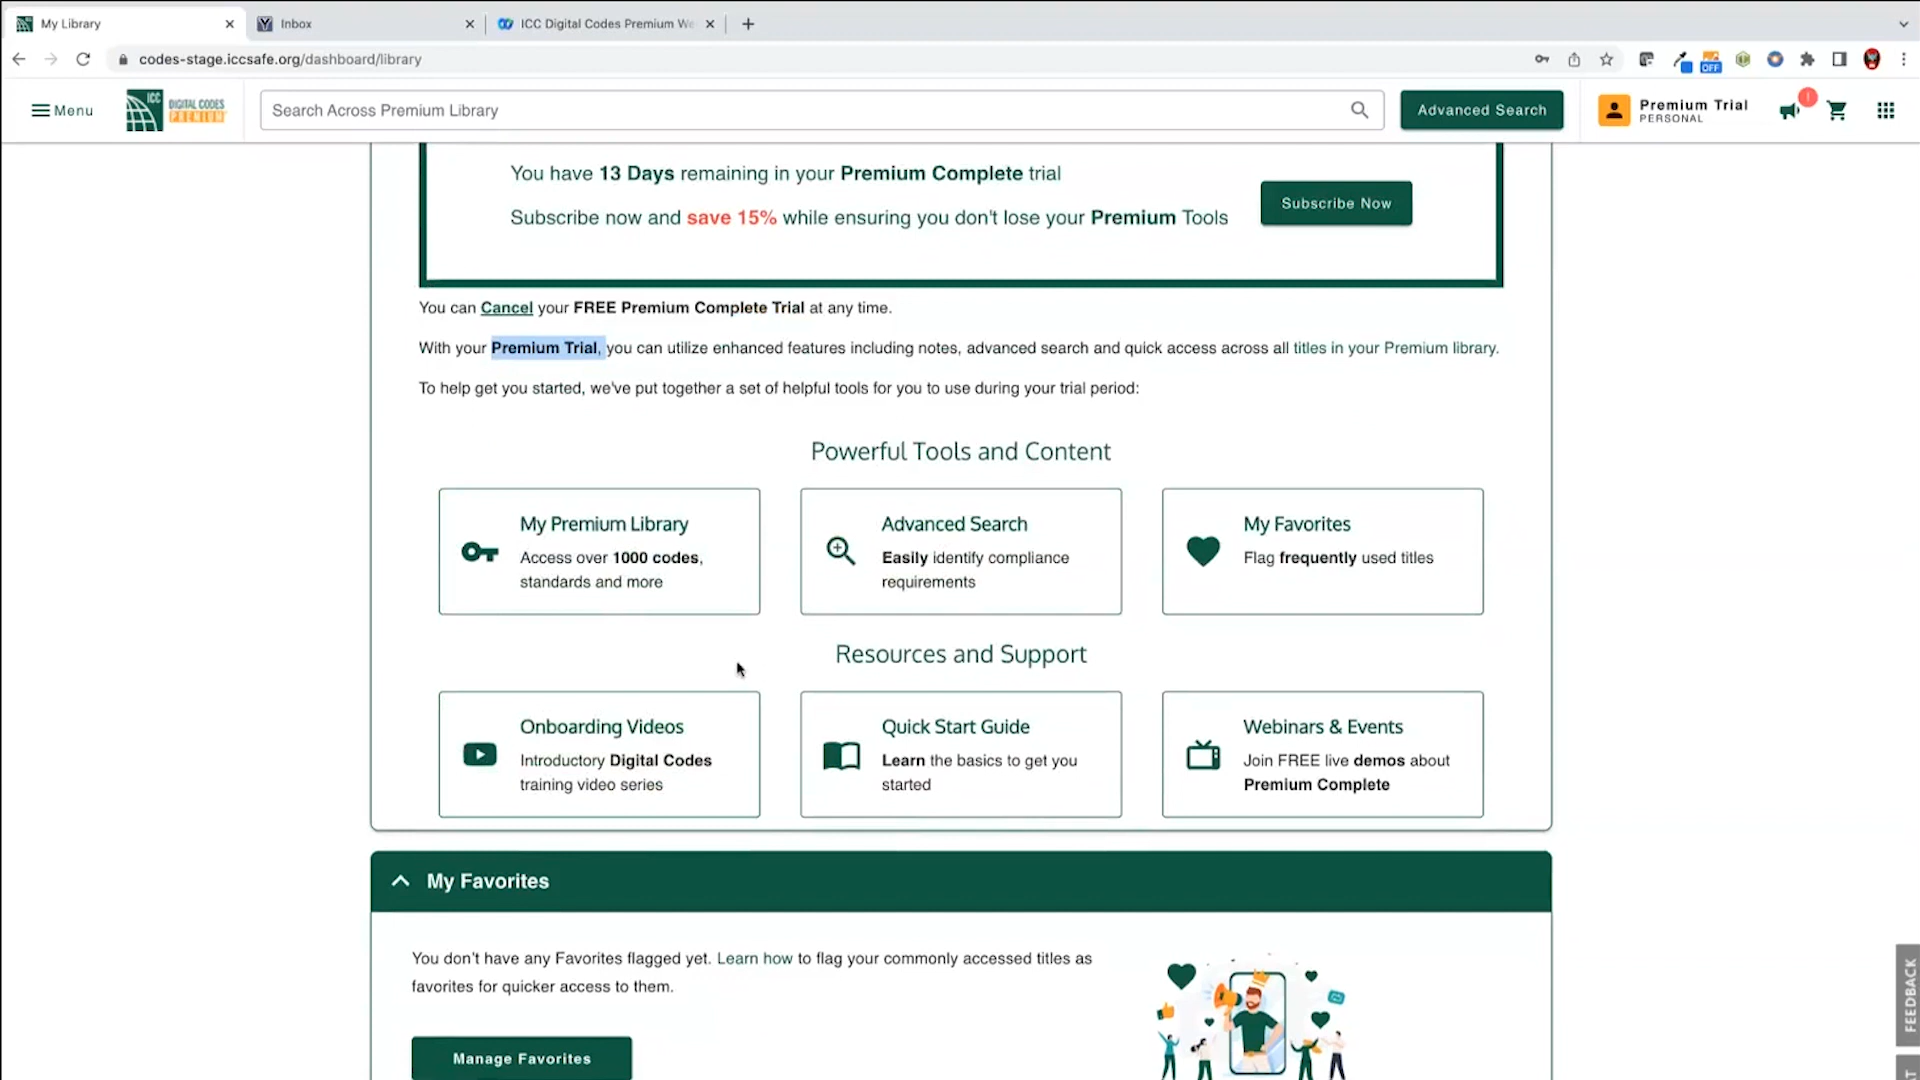 My Library
Inbox
ICC Digital Codes Premium We
codes-stage.iccsafe.org/dashboard/library
OFF
Menu
ICC
DIGITAL CODES
PREMIUM
Search Across Premium Library
Advanced Search
Premium Trial
PERSONAL
You have 13 Days remaining in your Premium Complete trial
Subscribe now and save 15% while ensuring you don't lose your Premium Tools
Subscribe Now
You can Cancel your FREE Premium Complete Trial at any time.
With your Premium Trial, you can utilize enhanced features including notes, advanced search and quick access across all titles in your Premium library.
To help get you started, we've put together a set of helpful tools for you to use during your trial period:
Powerful Tools and Content
My Premium Library
Access over 1000 codes,
standards and more
Advanced Search
Easily identify compliance
requirements
My Favorites
Flag frequently used titles
Resources and Support
Onboarding Videos
Introductory Digital Codes
training video series
Quick Start Guide
Learn the basics to get you
started
Webinars & Events
Join FREE live demos about
Premium Complete
My Favorites
You don't have any Favorites flagged yet. Learn how to flag your commonly accessed titles as
favorites for quicker access to them.
Manage Favorites
FEEDBACK